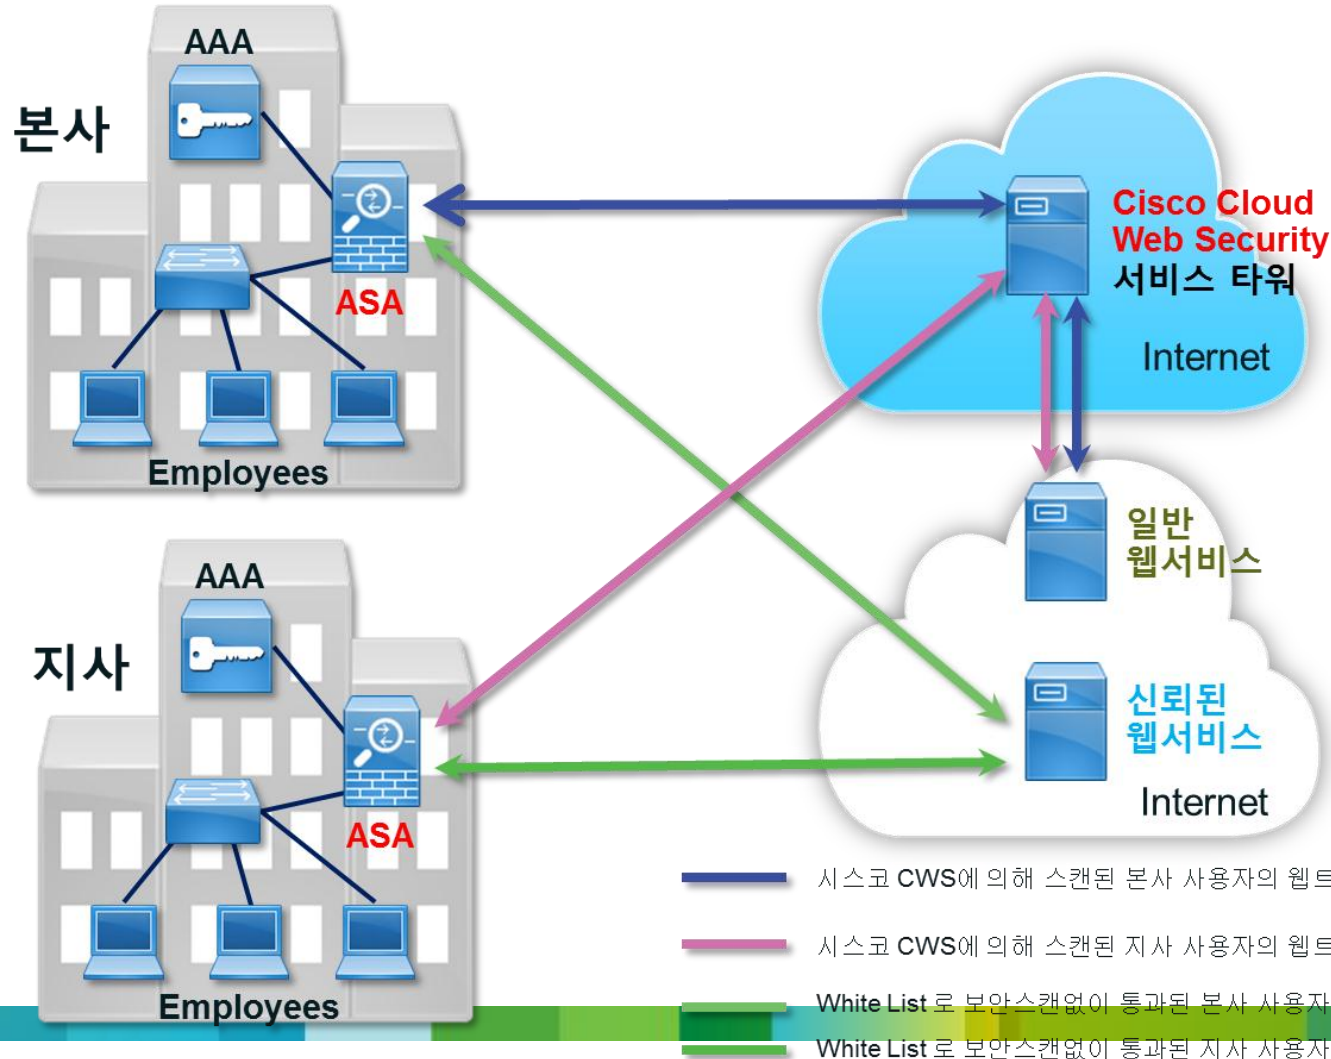 AAA
본사
ASA
Employees
Cisco Cloud
Web Security
서비스 타워
Internet
일반
웹서비스
신뢰된
웹서비스
Internet
AAA
지사
ASA
Employees
시스코 CWS에 의해 스캔된 본사 사용자의 웹트
시스코 CWS에 의해 스캔된 지사 사용자의 웹트
White List 로 보안스캔없이 통과된 본사 사용자
White List 로 보안스캔없이 통과된 지사 사용자